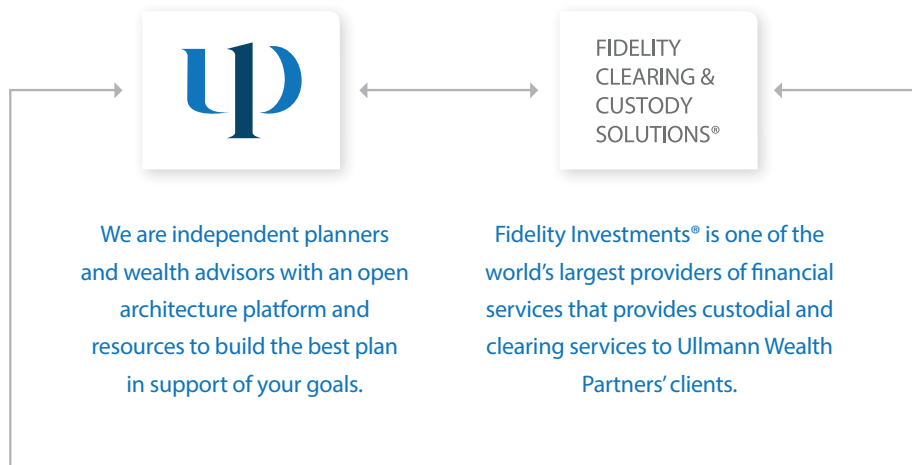 up
FIDELITY
CLEARING &
CUSTODY
SOLUTIONS®
We are independent planners
and wealth advisors with an open
architecture platform and
resources to build the best plan
in support of your goals.
Fidelity Investments® is one of the
world's largest providers of financial
services that provides custodial and
clearing services to Ullmann Wealth
Partners' clients.